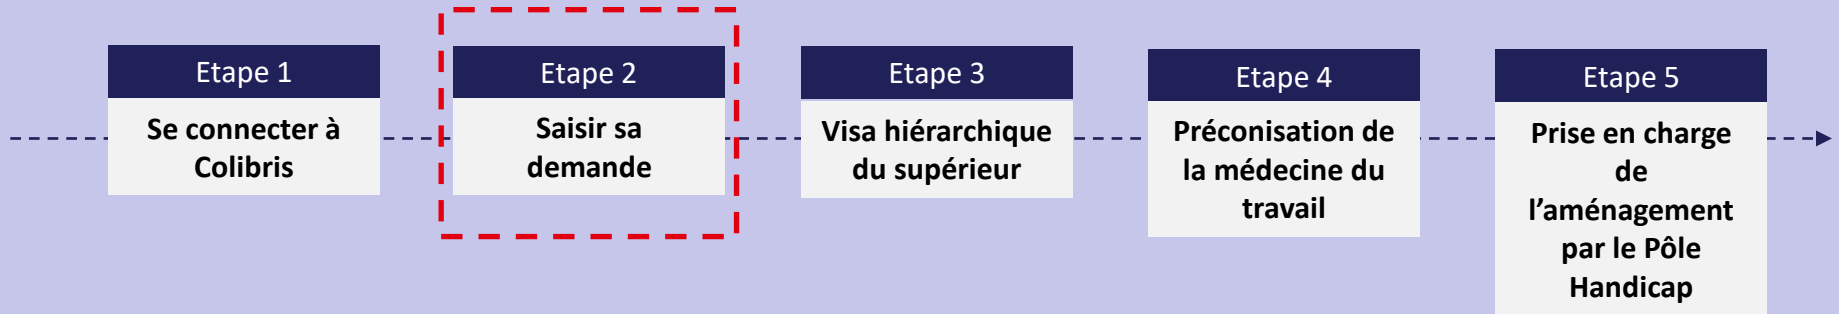 Etape 1
Se connecter à
Colibris
Etape 2
Saisir sa
demande
Etape 3
Visa hiérarchique
du supérieur
Etape 4
Préconisation de
la médecine du
travail
Etape 5
Prise en charge
de
l’aménagement
par le Pôle
Handicap